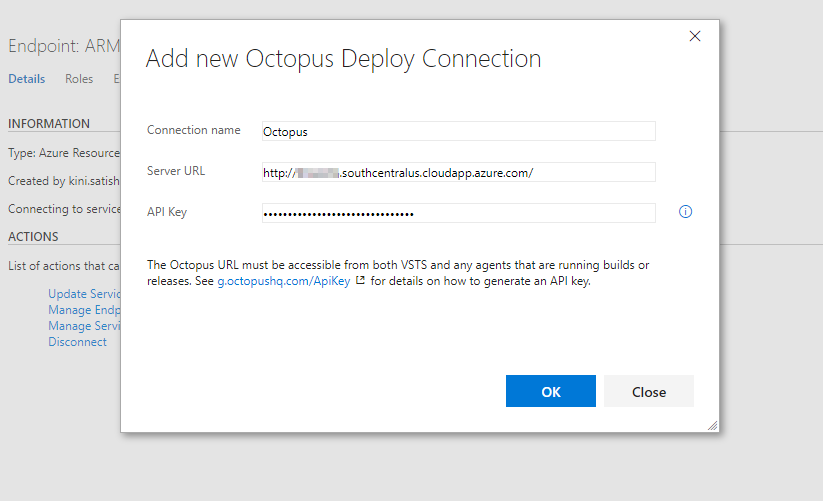 Endpoint: ARM
Add new Octopus Deploy Connection
Details Roles E
INFORMATION
Connection name Octopus
Type: Azure Resource
Server URL http:// .southcentralus.cloudapp.azure.com/
Created by kini.satish
Connecting to service
API Key •••••••••••••••••••••••••••••••
ACTIONS
List of actions that ca
The Octopus URL must be accessible from both VSTS and any agents that are running builds or
releases. See g.octopushq.com/ApiKey for details on how to generate an API key.
Update Servic
Manage Endp
Manage Servi
Disconnect
OK Close